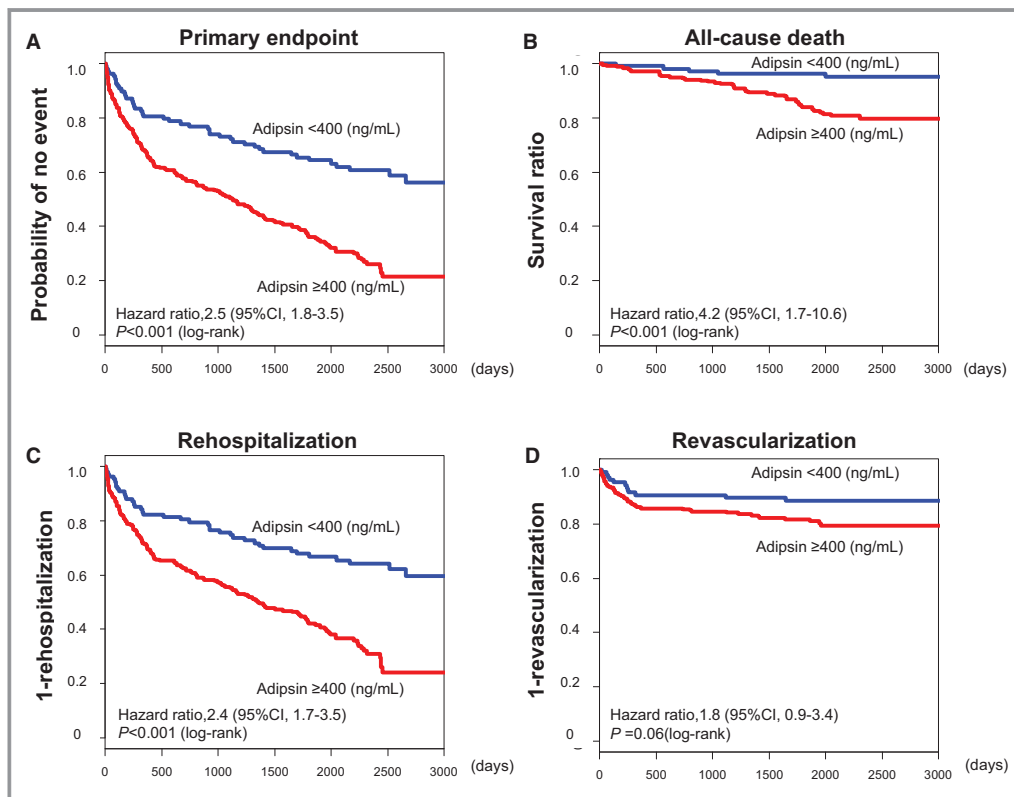 A Primary endpoint
Probability of no event
1.0
0.8
0.6
0.4
0.2
0
Adipsin <400 (ng/mL)
Adipsin ≥400 (ng/mL)
Hazard ratio,2.5 (95%CI, 1.8-3.5)
P<0.001 (log-rank)
0 500 1000 1500 2000 2500 3000 (days)
B All-cause death
Survival ratio
1.0
0.8
0.6
0.4
0.2
0
Adipsin <400 (ng/mL)
Adipsin ≥400 (ng/mL)
Hazard ratio,4.2 (95%CI, 1.7-10.6)
P<0.001 (log-rank)
0 500 1000 1500 2000 2500 3000 (days)
C Rehospitalization
1-rehospitalization
1.0
0.8
0.6
0.4
0.2
0
Adipsin <400 (ng/mL)
Adipsin ≥400 (ng/mL)
Hazard ratio,2.4 (95%CI, 1.7-3.5)
P<0.001 (log-rank)
0 500 1000 1500 2000 2500 3000 (days)
D Revascularization
1-revascularization
1.0
0.8
0.6
0.4
0.2
0
Adipsin <400 (ng/mL)
Adipsin ≥400 (ng/mL)
Hazard ratio,1.8 (95%CI, 0.9-3.4)
P =0.06(log-rank)
0 500 1000 1500 2000 2500 3000 (days)